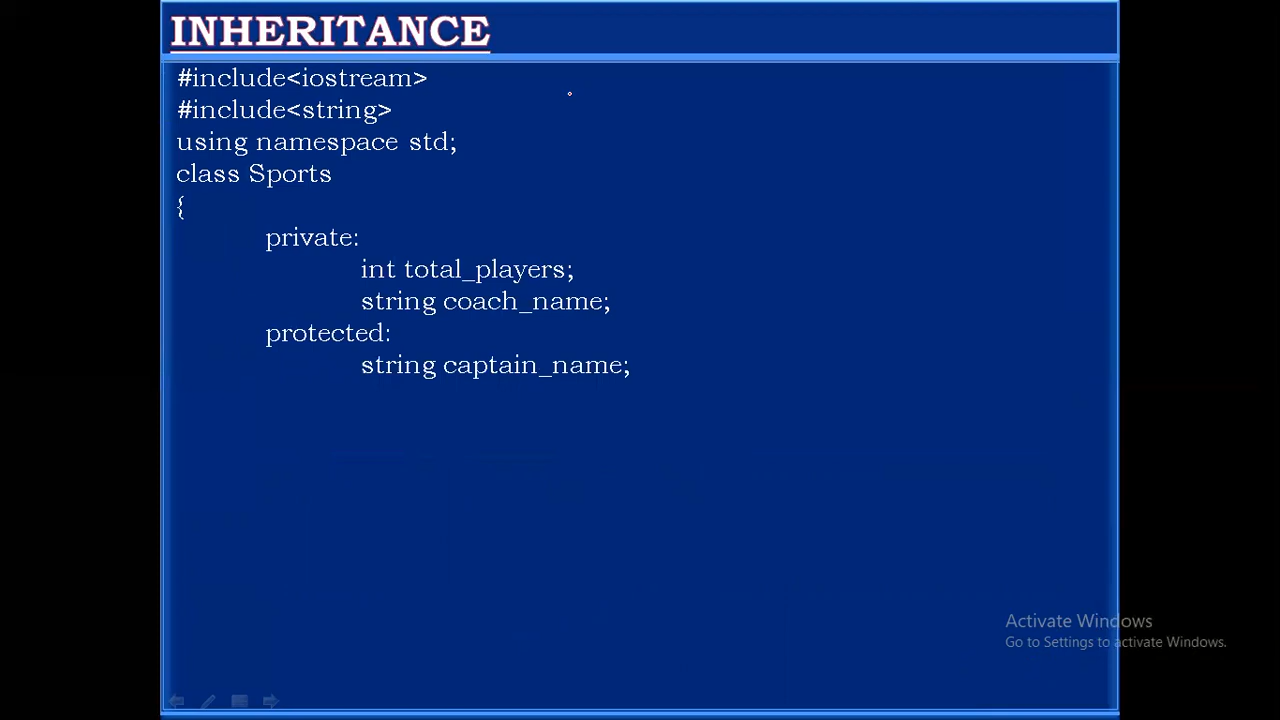 INHERITANCE
#include<iostream>
#include<string>
using namespace std;
class Sports
{
private:
int total_players;
string coach_name;
protected:
string captain_name;
Activate Windows
Go to Settings to activate Windows.